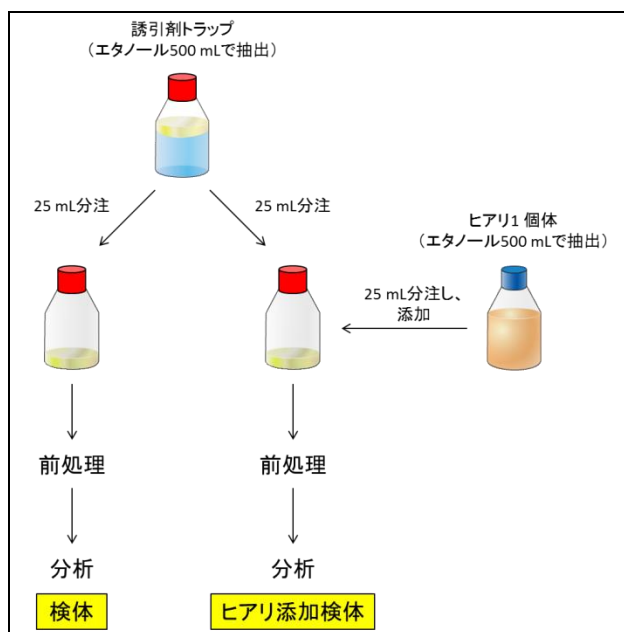 誘引剤トラップ
（エタノール500 mLで抽出）
25 mL分注
25 mL分注
ヒアリ1 個体
（エタノール500 mLで抽出）
25 mL分注し、
添加
前処理
前処理
分析
分析
検体
ヒアリ添加検体